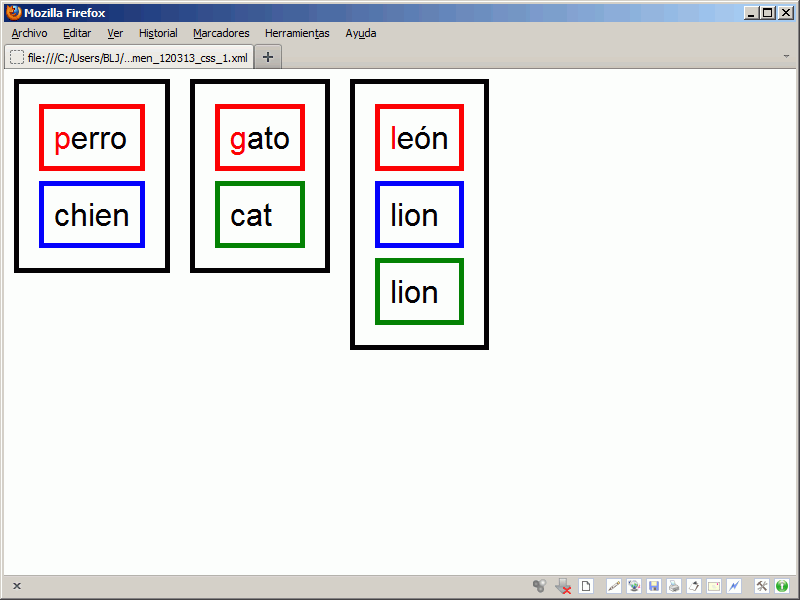 Mozilla Firefox
Archivo Editar Ver Historial Marcadores Herramientas Ayuda
file:///C:/Users/BLJ/...men_120313_css_1.xml
perro
chien
gato
cat
león
lion
lion